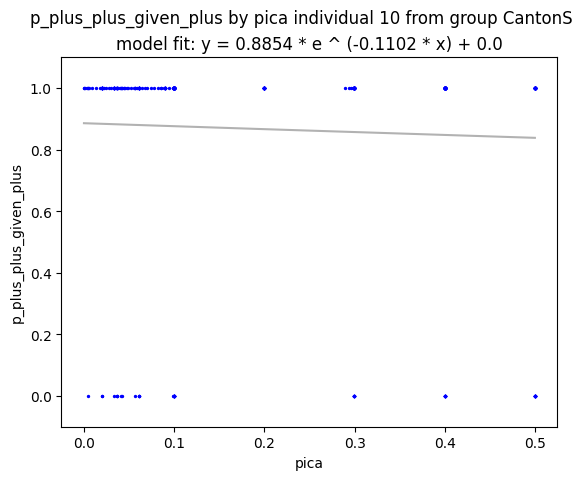 p_plus_plus_given_plus by pica individual 10 from group CantonS
model fit: y = 0.8854 * e ^ (-0.1102 * x) + 0.0
1.0
0.8
0.6
0.4
0.2
0.0
p_plus_plus_given_plus
0.0 0.1 0.2 0.3 0.4 0.5
pica